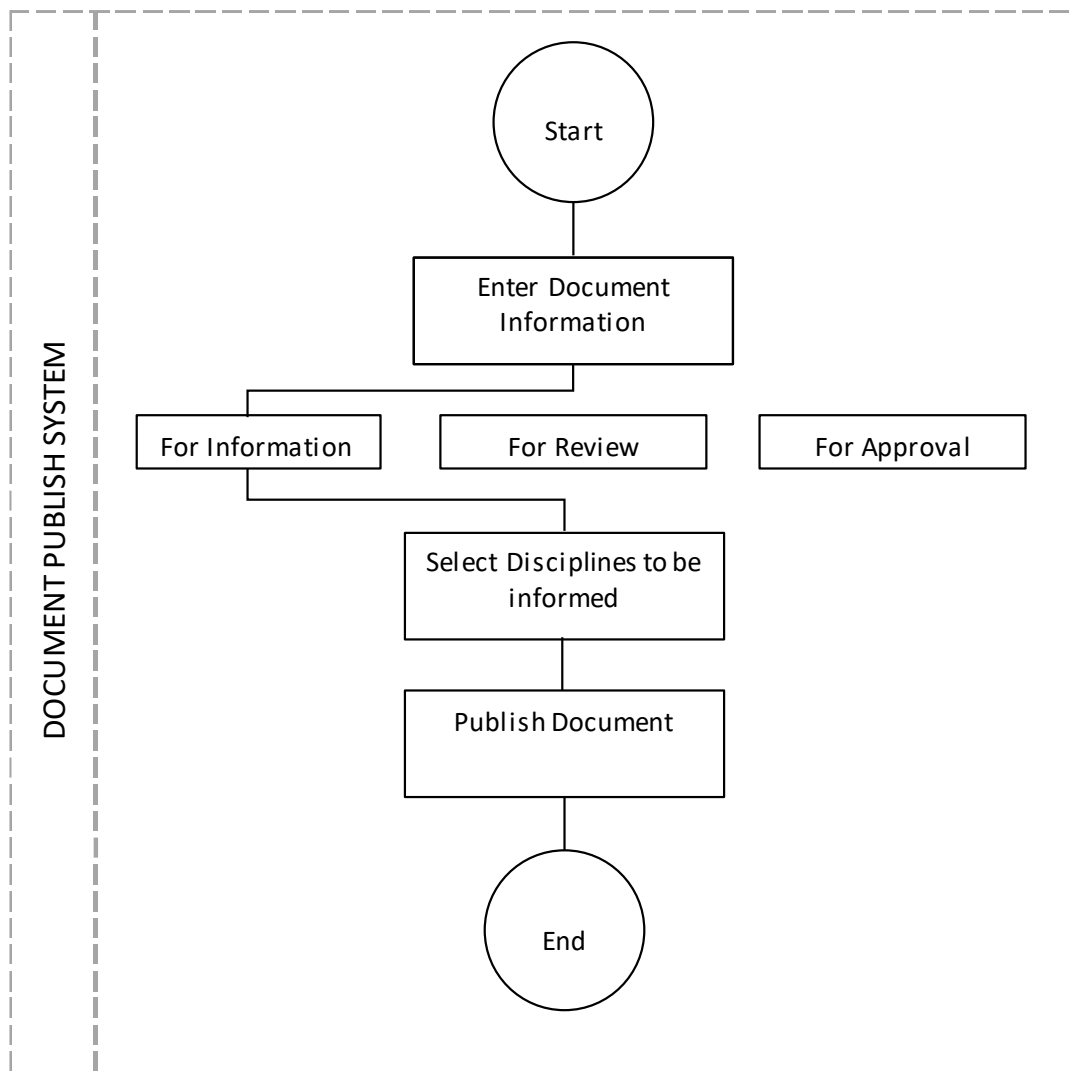 DOCUMENT PUBLISH SYSTEM
Start
Enter Document
Information
For Information
For Review
For Approval
Select Disciplines to be
informed
Publish Document
End